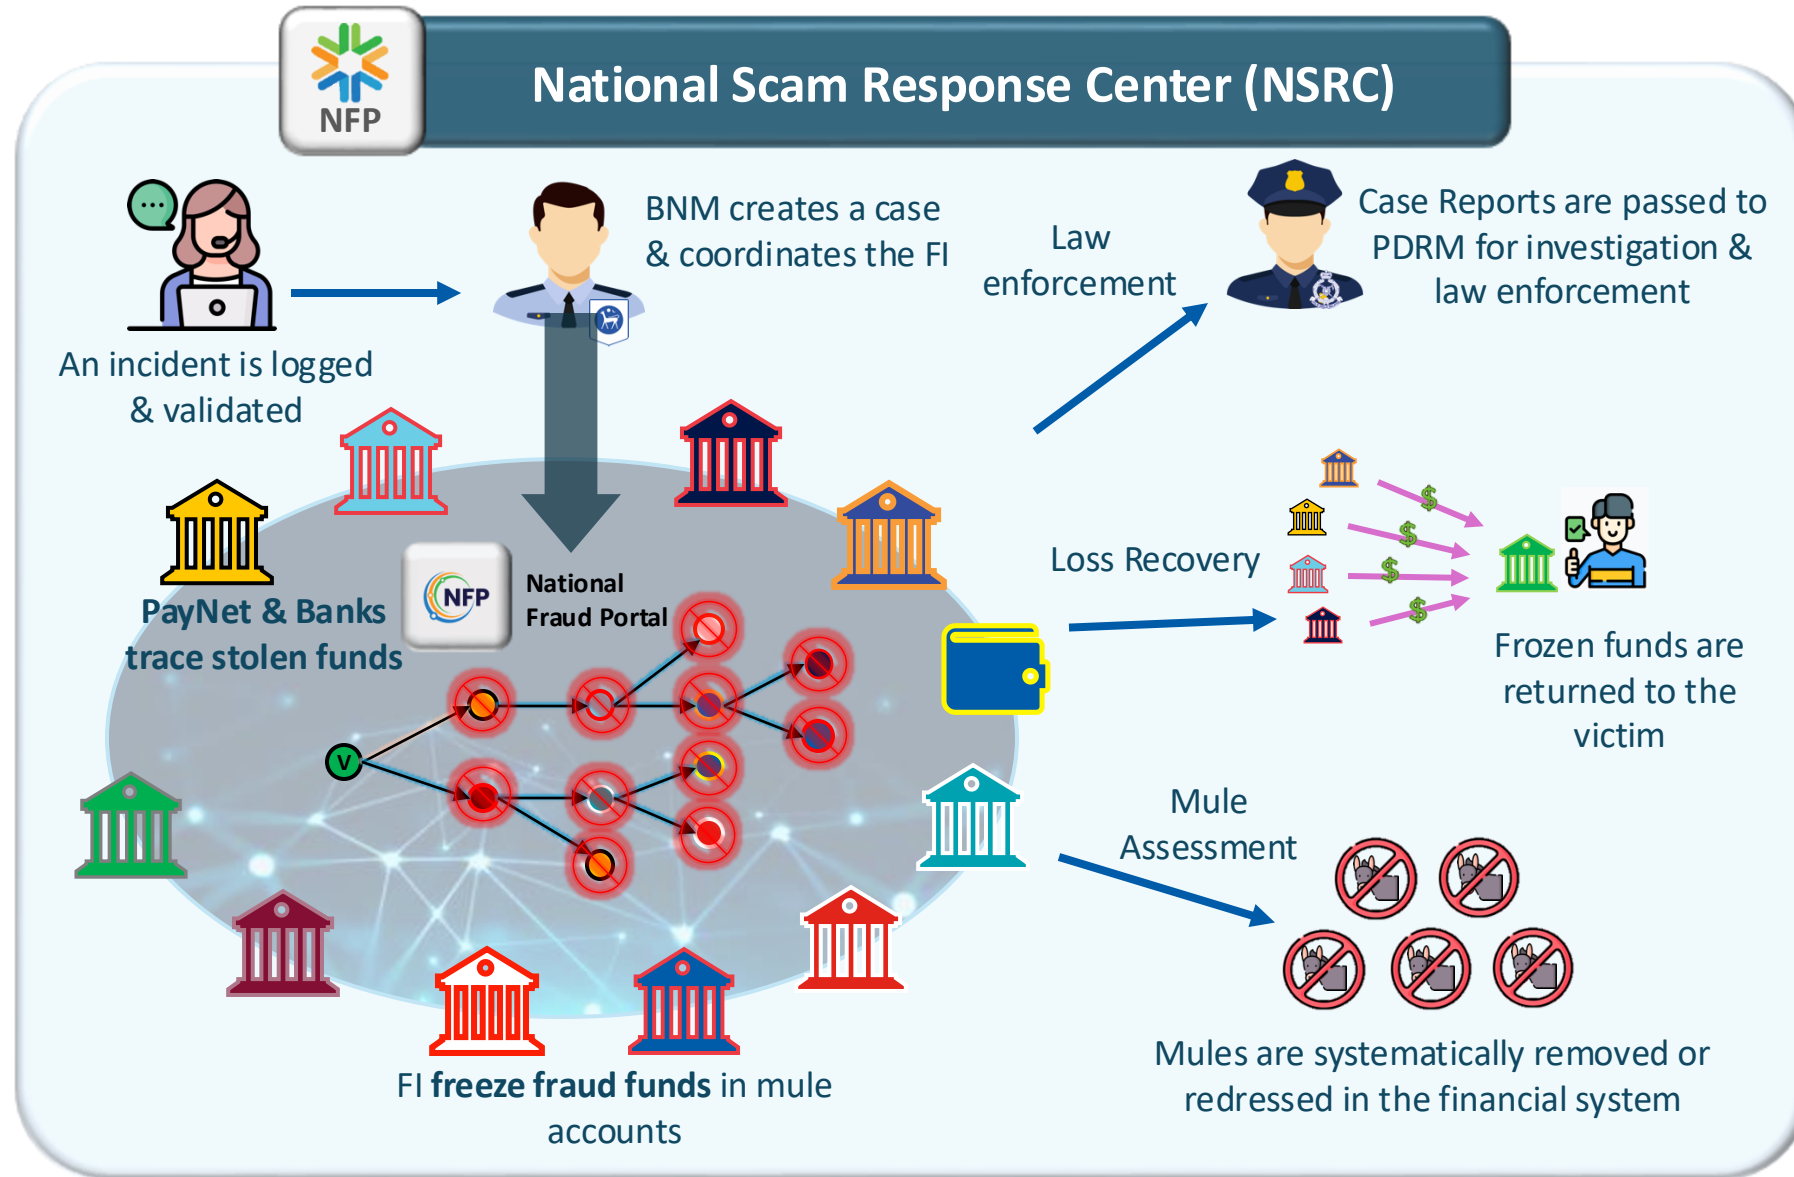 NFP
National Scam Response Center (NSRC)
An incident is logged
& validated
BNM creates a case
& coordinates the FI
Law
enforcement
Case Reports are passed to
PDRM for investigation &
law enforcement
PayNet & Banks
trace stolen funds
NFP
National
Fraud Portal
V
FI freeze fraud funds in mule
accounts
Loss Recovery
$
$
$
$
Frozen funds are
returned to the
victim
Mule
Assessment
Mules are systematically removed or
redressed in the financial system